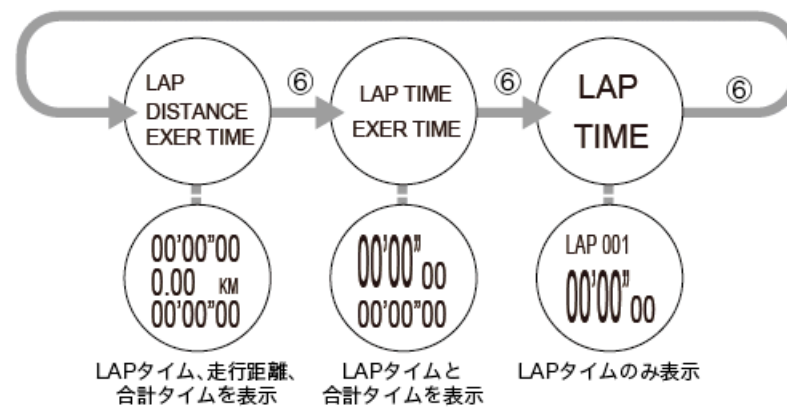 LAP
DISTANCE
EXER TIME
⑥
LAP TIME
EXER TIME
⑥
LAP
TIME
⑥
00'00"00
0.00 KM
00'00"00
00'00"00
00'00"00
LAP 001
00'00"00
LAPタイム、走行距離、
合計タイムを表示
LAPタイムと
合計タイムを表示
LAPタイムのみ表示